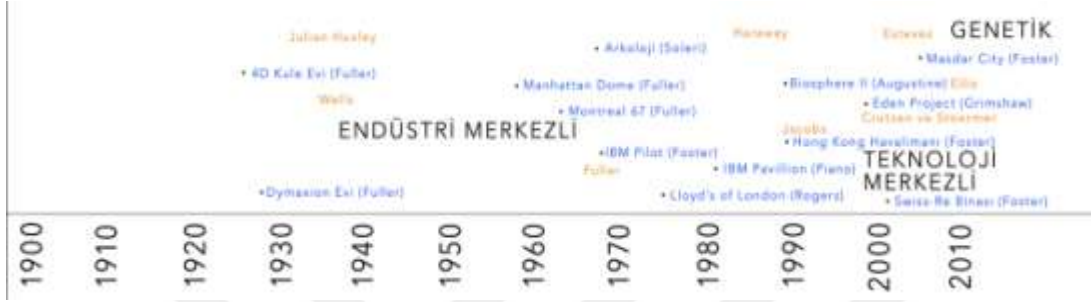 GENETİK
Julian Huxley
Haraway
Esteves
• Arkoloji (Soleri)
• Masdar City (Foster)
• 4D Kule Evi (Fuller)
• Manhattan Dome (Fuller)
• Biosphere II (Augustine) Ellis
Wells
• Eden Project (Grimshaw)
• Montreal 67 (Fuller)
Crutzen ve Stoermer
ENDÜSTRİ MERKEZLİ
Jacobs
• Hong Kong Havalimanı (Foster)
• IBM Pilot (Foster)
TEKNOLOJİ
MERKEZLİ
Fuller
• IBM Pavillion (Piano)
• Dymaxion Evi (Fuller)
• Lloyd's of London (Rogers)
• Swiss Re Binası (Foster)
1900 1910 1920 1930 1940 1950 1960 1970 1980 1990 2000 2010